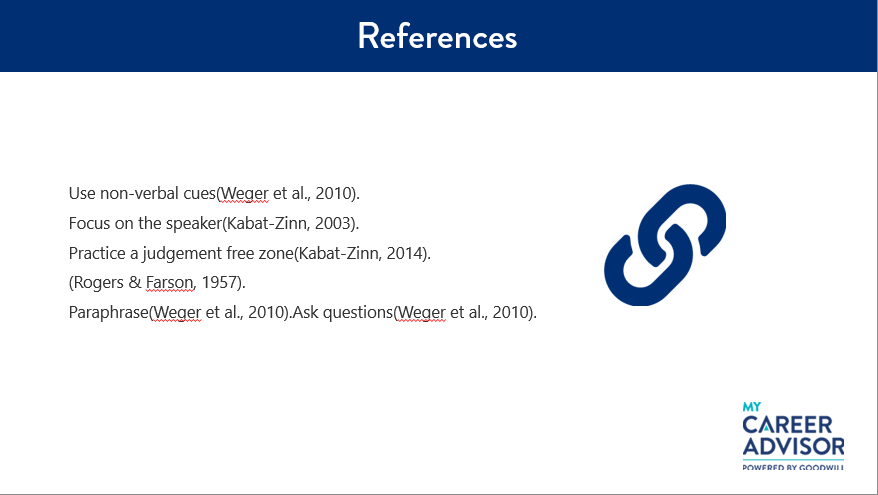 References
Use non-verbal cues(Weger et al., 2010).
Focus on the speaker(Kabat-Zinn, 2003).
Practice a judgement free zone(Kabat-Zinn, 2014).
(Rogers & Farson, 1957).
Paraphrase(Weger et al., 2010).Ask questions(Weger et al., 2010).
MY
CAREER
ADVISOR
POWERED BY GOODWILL